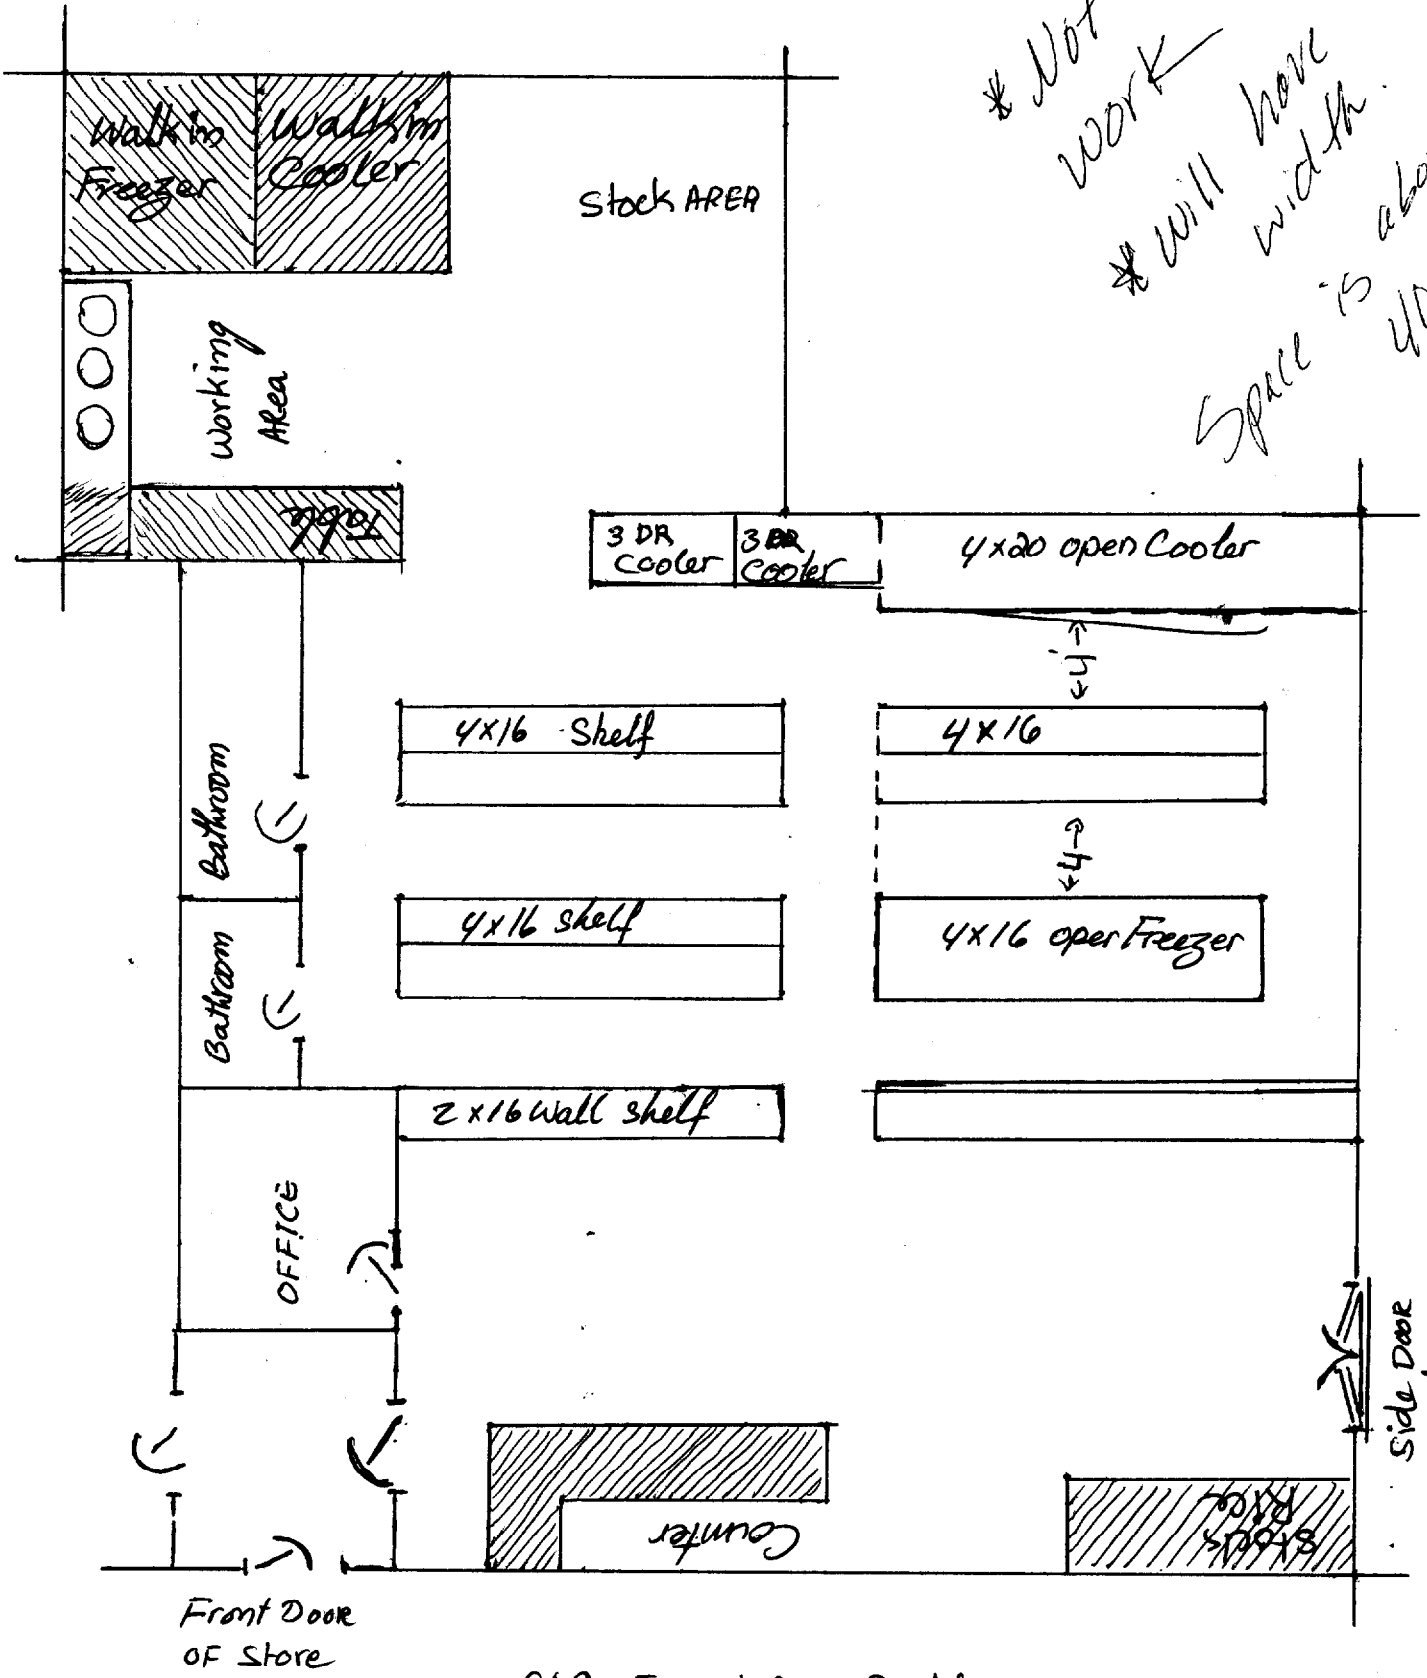 * Not
work
* Will have
width.
Space is
Walk in
Freezer
Walk in
Cooler
Stock AREA
Working
AREA
Table
3 DR
Cooler
3 DR
Cooler
4x20 open Cooler
←4'→
4x16 Shelf
4x16
←4→
Bathroom
4x16 shelf
4x16 open Freezer
Bathroom
2x16 Wall shelf
OFFICE
Side DOOR
Counter
Stocks
Rice
Front DOOR
OF Store